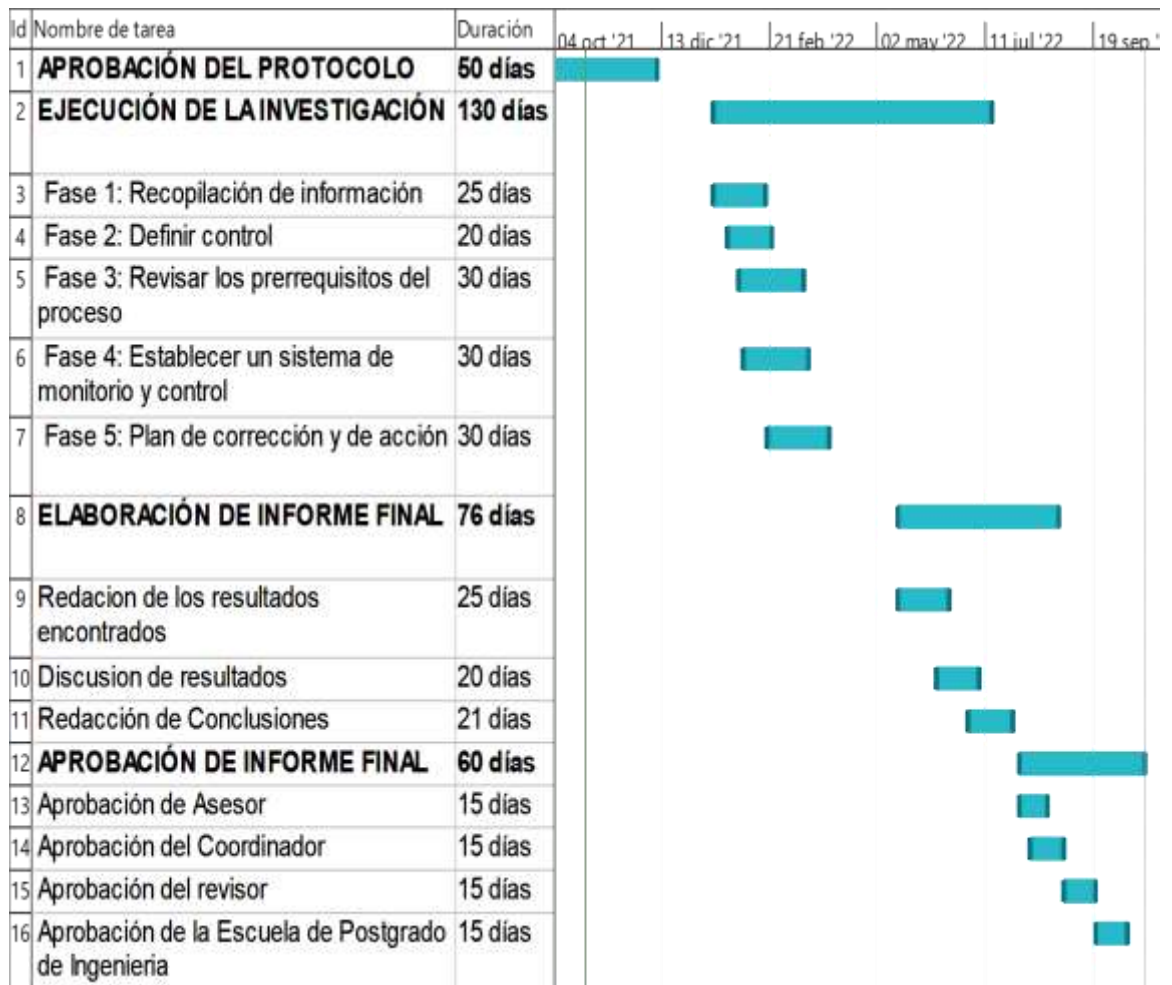 Id Nombre de tarea Duración 04 oct '21 13 dic '21 21 feb '22 02 may '22 11 jul '22 19 sep '
1 APROBACIÓN DEL PROTOCOLO 50 días
2 EJECUCIÓN DE LA INVESTIGACIÓN 130 días
3 Fase 1: Recopilación de información 25 días
4 Fase 2: Definir control 20 días
5 Fase 3: Revisar los prerrequisitos del 30 días
proceso
6 Fase 4: Establecer un sistema de 30 días
monitorio y control
7 Fase 5: Plan de corrección y de acción 30 días
8 ELABORACIÓN DE INFORME FINAL 76 días
9 Redacion de los resultados 25 días
encontrados
10 Discusion de resultados 20 días
11 Redacción de Conclusiones 21 días
12 APROBACIÓN DE INFORME FINAL 60 días
13 Aprobación de Asesor 15 días
14 Aprobación del Coordinador 15 días
15 Aprobación del revisor 15 días
16 Aprobación de la Escuela de Postgrado 15 días
de Ingenieria